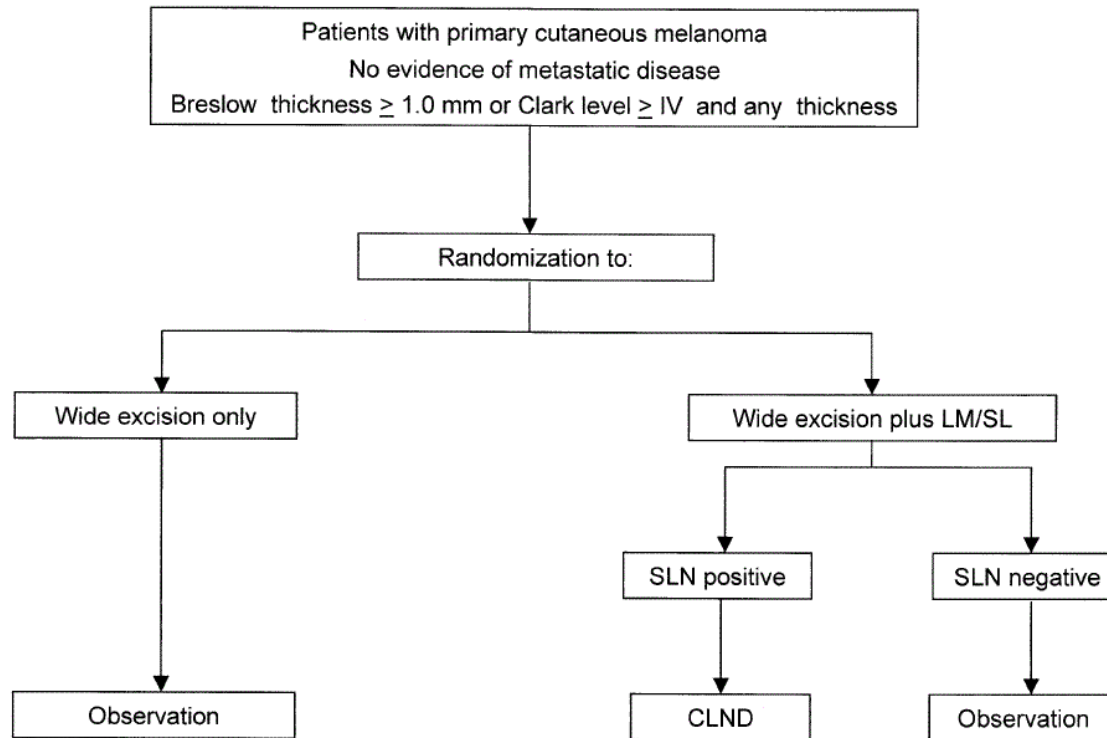 Patients with primary cutaneous melanoma
No evidence of metastatic disease
Breslow thickness ≥ 1.0 mm or Clark level ≥ IV and any thickness
Randomization to:
Wide excision only
Wide excision plus LM/SL
SLN positive
SLN negative
Observation
CLND
Observation